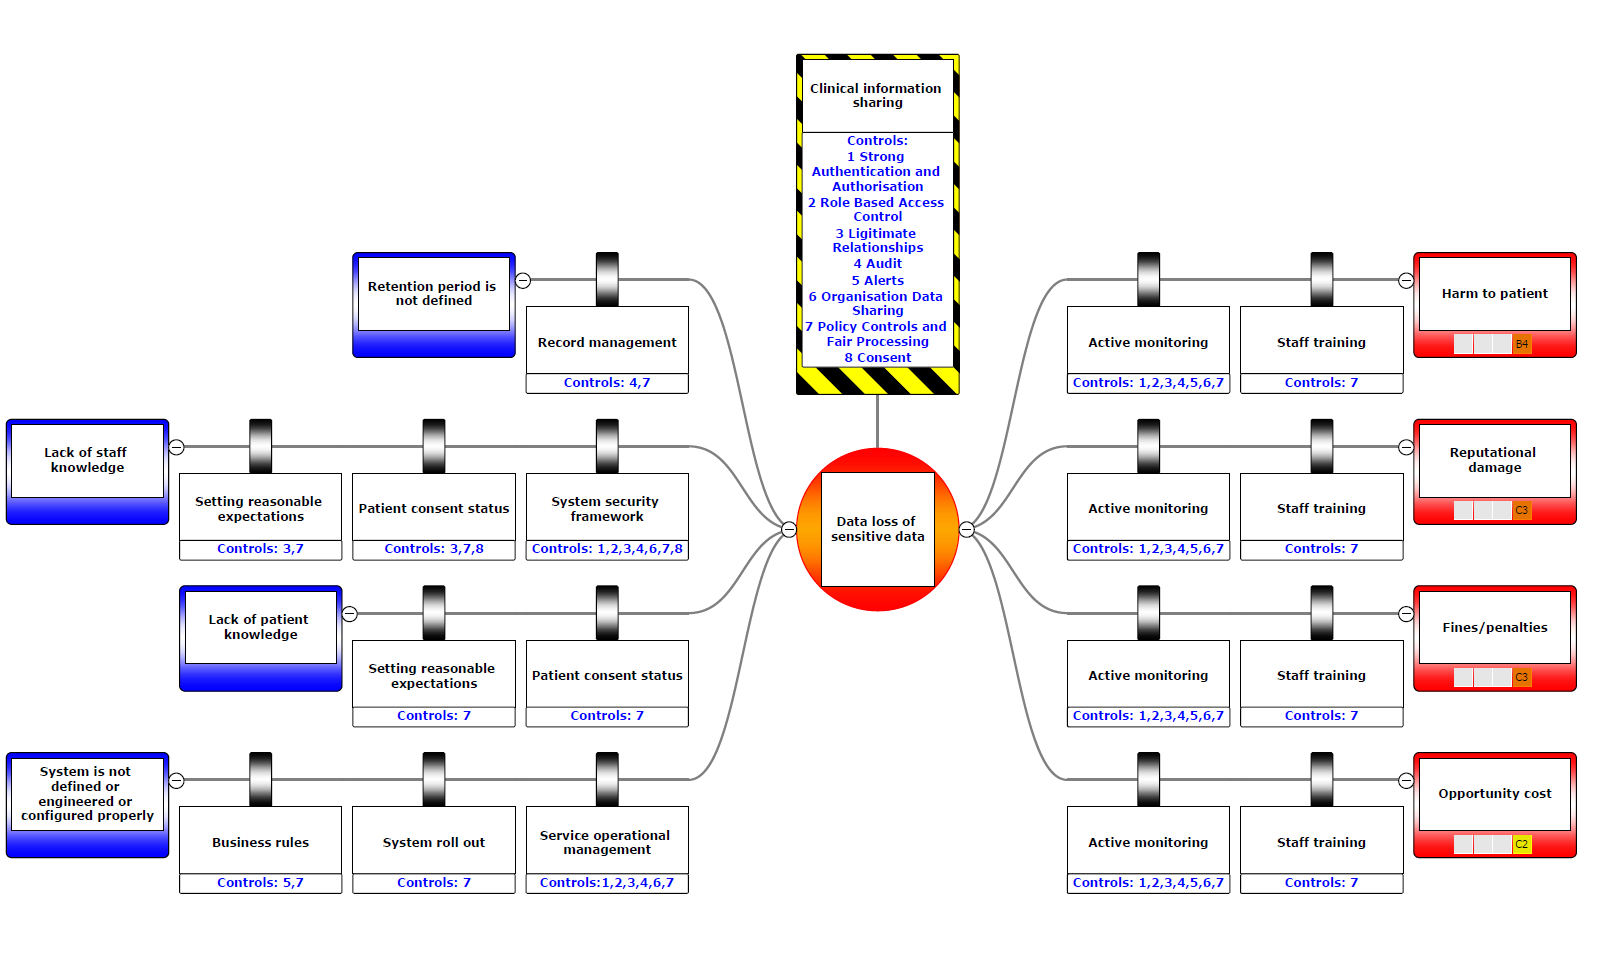 Clinical information
sharing
Controls:
1 Strong
Authentication and
Authorisation
2 Role Based Access
Control
3 Ligitimate
Relationships
4 Audit
5 Alerts
6 Organisation Data
Sharing
7 Policy Controls and
Fair Processing
8 Consent
Retention period is
not defined
Record management
Controls: 4,7
Lack of staff
knowledge
Setting reasonable
expectations
Controls: 3,7
Patient consent status
Controls: 3,7,8
System security
framework
Controls: 1,2,3,4,6,7,8
Lack of patient
knowledge
Setting reasonable
expectations
Controls: 7
Patient consent status
Controls: 7
System is not
defined or
engineered or
configured properly
Business rules
Controls: 5,7
System roll out
Controls: 7
Service operational
management
Controls:1,2,3,4,6,7
Data loss of
sensitive data
Active monitoring
Controls: 1,2,3,4,5,6,7
Staff training
Controls: 7
Harm to patient
B4
Active monitoring
Controls: 1,2,3,4,5,6,7
Staff training
Controls: 7
Reputational
damage
C3
Active monitoring
Controls: 1,2,3,4,5,6,7
Staff training
Controls: 7
Fines/penalties
C3
Active monitoring
Controls: 1,2,3,4,5,6,7
Staff training
Controls: 7
Opportunity cost
C2